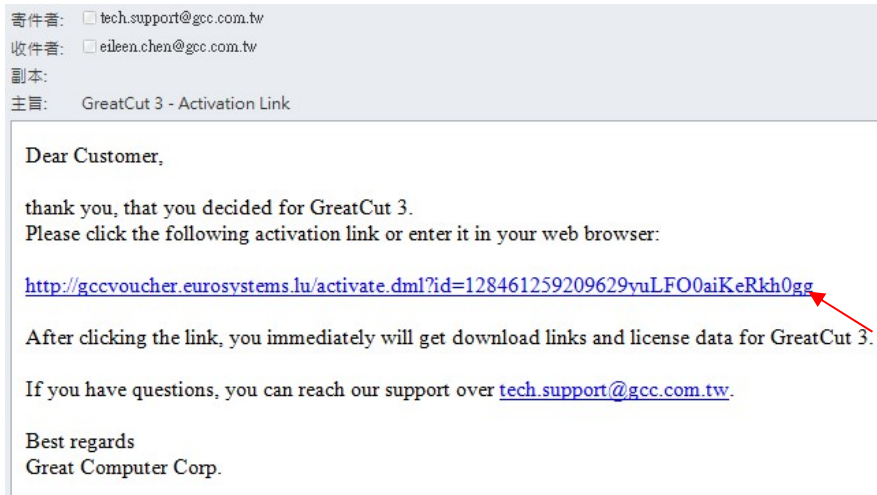 寄件者: tech.support@gcc.com.tw
收件者: eileen.chen@gcc.com.tw
副本:
主旨: GreatCut 3 - Activation Link
Dear Customer,
thank you, that you decided for GreatCut 3.
Please click the following activation link or enter it in your web browser:
http://gccvoucher.eurosystems.lu/activate.dml?id=128461259209629yuLFO0aiKeRkh0gg
After clicking the link, you immediately will get download links and license data for GreatCut 3.
If you have questions, you can reach our support over tech.support@gcc.com.tw.
Best regards
Great Computer Corp.